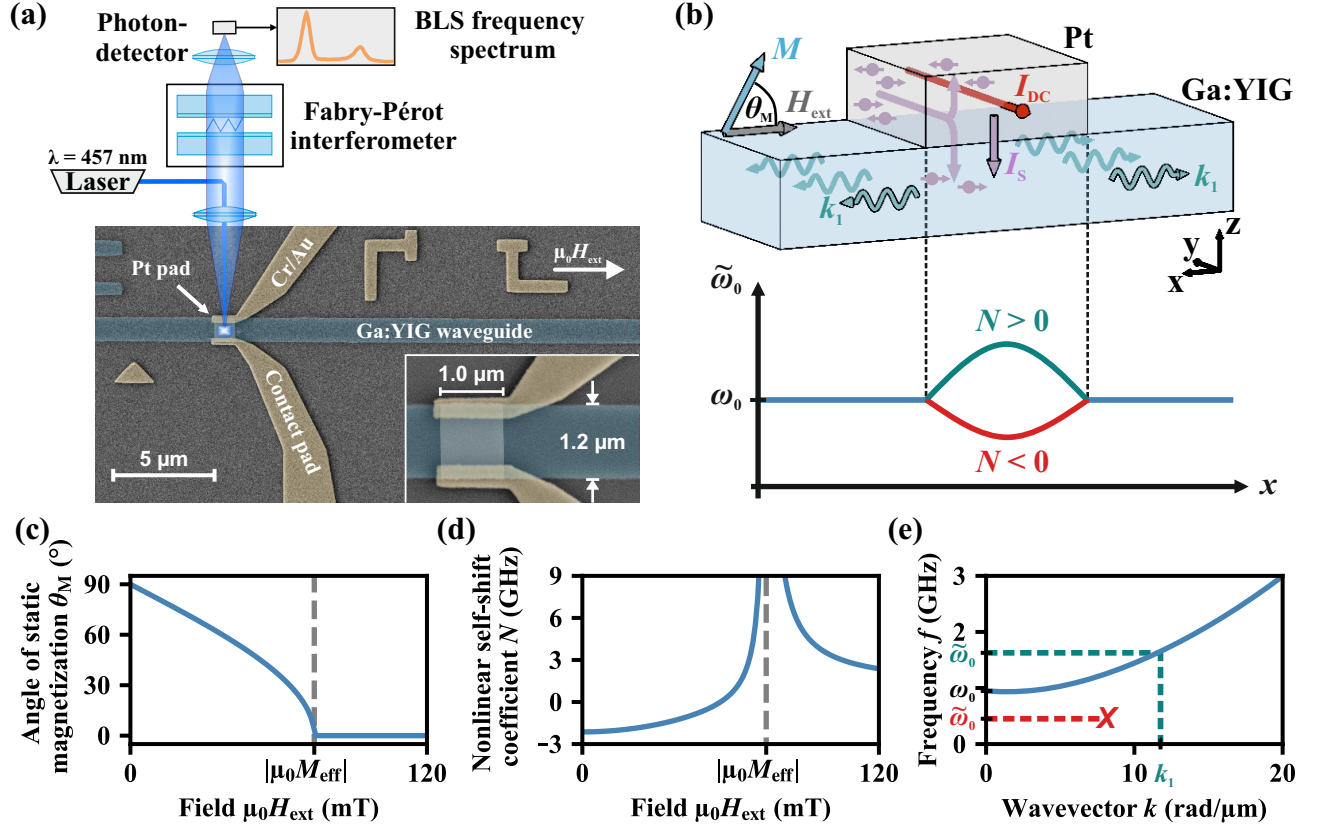 (a)
Photon-
detector
BLS frequency
spectrum
Fabry-Pérot
interferometer
λ = 457 nm
Laser
Pt pad
Cr/Au
μ₀Hext
Ga:YIG waveguide
Contact pad
5 μm
1.0 μm
1.2 μm
(b)
M
θM
Hext
Pt
IDC
Ga:YIG
IS
k₁
k₁
z
y
x
ω̃₀
N > 0
ω₀
N < 0
x
(c)
Angle of static
magnetization θM (°)
90
60
30
0
0
|μ₀Meff|
120
Field μ₀Hext (mT)
(d)
Nonlinear self-shift
coefficient N (GHz)
9
6
3
0
−3
0
|μ₀Meff|
120
Field μ₀Hext (mT)
(e)
Frequency f (GHz)
3
2
ω̃₀
ω₀
ω̃₀
0
X
0
10
k₁
20
Wavevector k (rad/μm)